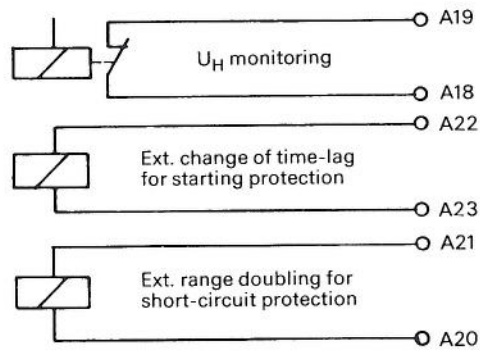 A19
U_H monitoring
A18
A22
Ext. change of time-lag
for starting protection
A23
A21
Ext. range doubling for
short-circuit protection
A20